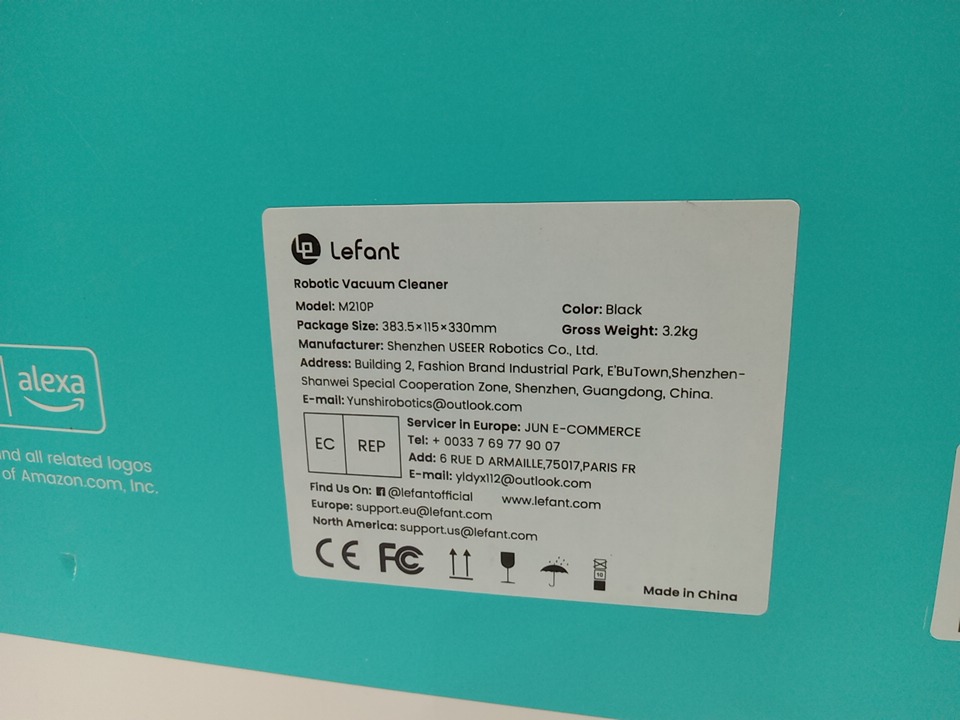 Lefant
Robotic Vacuum Cleaner
Model: M210P
Color: Black
Package Size: 383.5×115×330mm
Gross Weight: 3.2kg
Manufacturer: Shenzhen USEER Robotics Co., Ltd.
Address: Building 2, Fashion Brand Industrial Park, E'BuTown,Shenzhen-
Shanwei Special Cooperation Zone, Shenzhen, Guangdong, China.
E-mail: Yunshirobotics@outlook.com
EC REP
Servicer in Europe: JUN E-COMMERCE
Tel: + 0033 7 69 77 90 07
Add: 6 RUE D ARMAILLE,75017,PARIS FR
E-mail: yldyx112@outlook.com
Find Us On: @lefantofficial www.lefant.com
Europe: support.eu@lefant.com
North America: support.us@lefant.com
CE FC 10
Made in China
alexa
and all related logos
of Amazon.com, Inc.